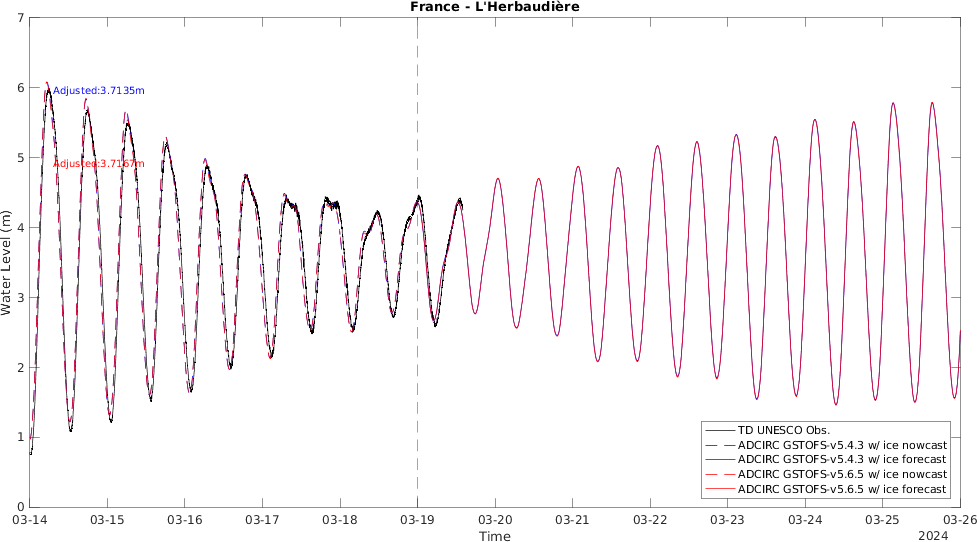 France - L'Herbaudière
7
6
5
4
3
2
1
0
Water Level (m)
Adjusted:3.7135m
Adjusted:3.7167m
TD UNESCO Obs.
ADCIRC GSTOFS-v5.4.3 w/ ice nowcast
ADCIRC GSTOFS-v5.4.3 w/ ice forecast
ADCIRC GSTOFS-v5.6.5 w/ ice nowcast
ADCIRC GSTOFS-v5.6.5 w/ ice forecast
03-14 03-15 03-16 03-17 03-18 03-19 03-20 03-21 03-22 03-23 03-24 03-25 03-26
Time
2024